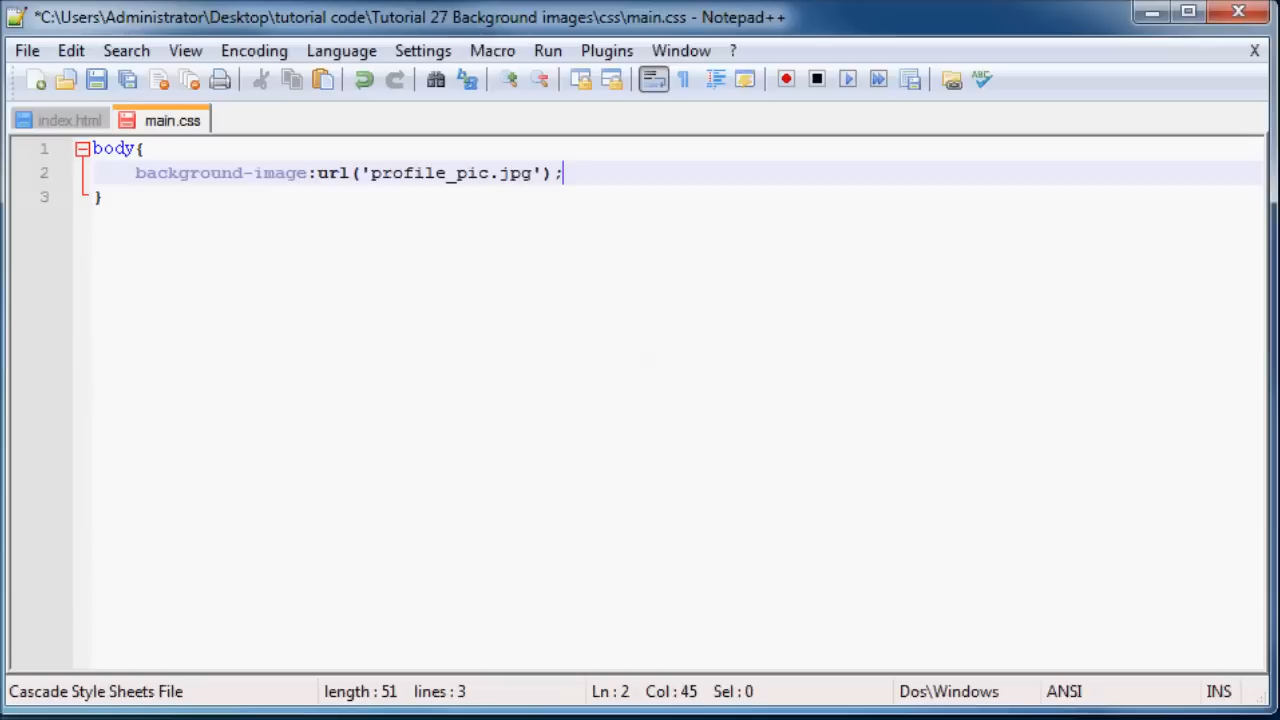 *C:\Users\Administrator\Desktop\tutorial code\Tutorial 27 Background images\css\main.css - Notepad++
File Edit Search View Encoding Language Settings Macro Run Plugins Window ? X
ABC
index.html main.css
1 body{
2 background-image:url('profile_pic.jpg');
3 }
Cascade Style Sheets File length : 51 lines : 3 Ln : 2 Col : 45 Sel : 0 Dos\Windows ANSI INS